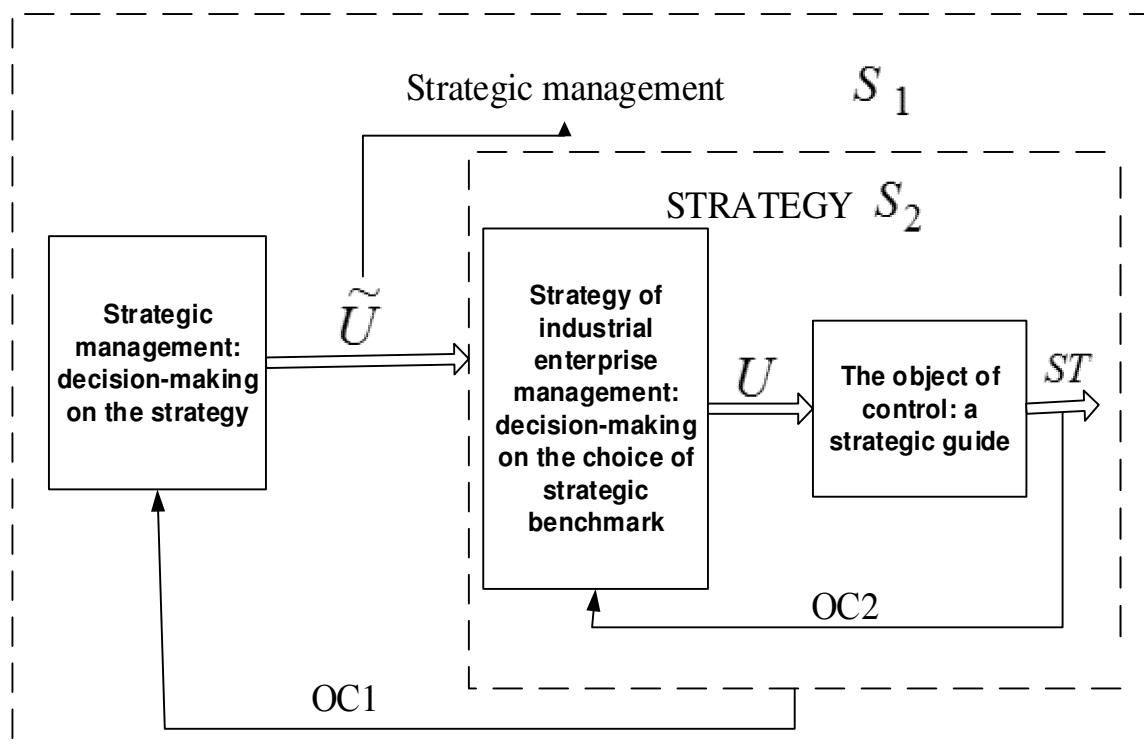 Strategic management
S 1
STRATEGY S2
Strategic
management:
decision-making
on the strategy
Ũ
Strategy of
industrial
enterprise
management:
decision-making
on the choice of
strategic
benchmark
U
The object of
control: a
strategic guide
ST
OC2
OC1